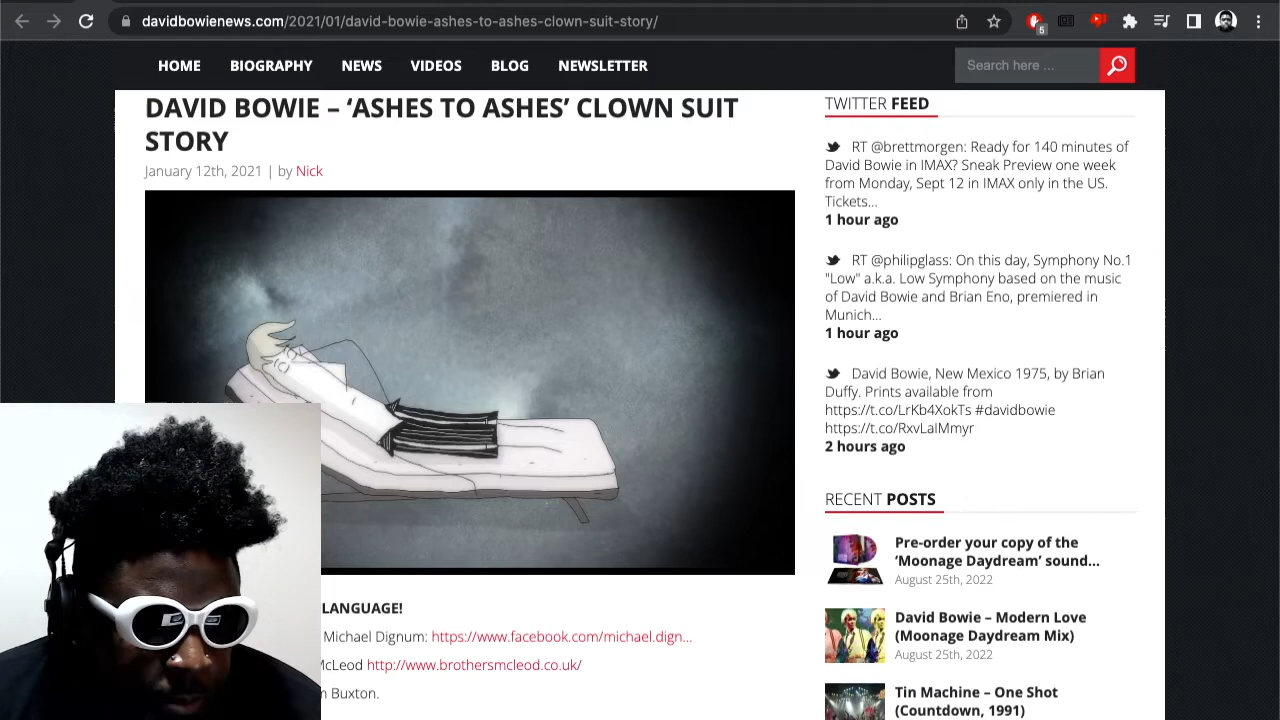 davidbowienews.com/2021/01/david-bowie-ashes-to-ashes-clown-suit-story/
5
HOME BIOGRAPHY NEWS VIDEOS BLOG NEWSLETTER
Search here ...
DAVID BOWIE – ‘ASHES TO ASHES’ CLOWN SUIT
STORY
January 12th, 2021 | by Nick
LANGUAGE!
Michael Dignum: https://www.facebook.com/michael.dign...
McLeod http://www.brothersmcleod.co.uk/
Buxton.
TWITTER FEED
RT @brettmorgen: Ready for 140 minutes of
David Bowie in IMAX? Sneak Preview one week
from Monday, Sept 12 in IMAX only in the US.
Tickets...
1 hour ago
RT @philipglass: On this day, Symphony No.1
"Low" a.k.a. Low Symphony based on the music
of David Bowie and Brian Eno, premiered in
Munich...
1 hour ago
David Bowie, New Mexico 1975, by Brian
Duffy. Prints available from
https://t.co/LrKb4XokTs #davidbowie
https://t.co/RxvLaIMmyr
2 hours ago
RECENT POSTS
Pre-order your copy of the
‘Moonage Daydream’ sound...
August 25th, 2022
David Bowie – Modern Love
(Moonage Daydream Mix)
August 25th, 2022
Tin Machine – One Shot
(Countdown, 1991)